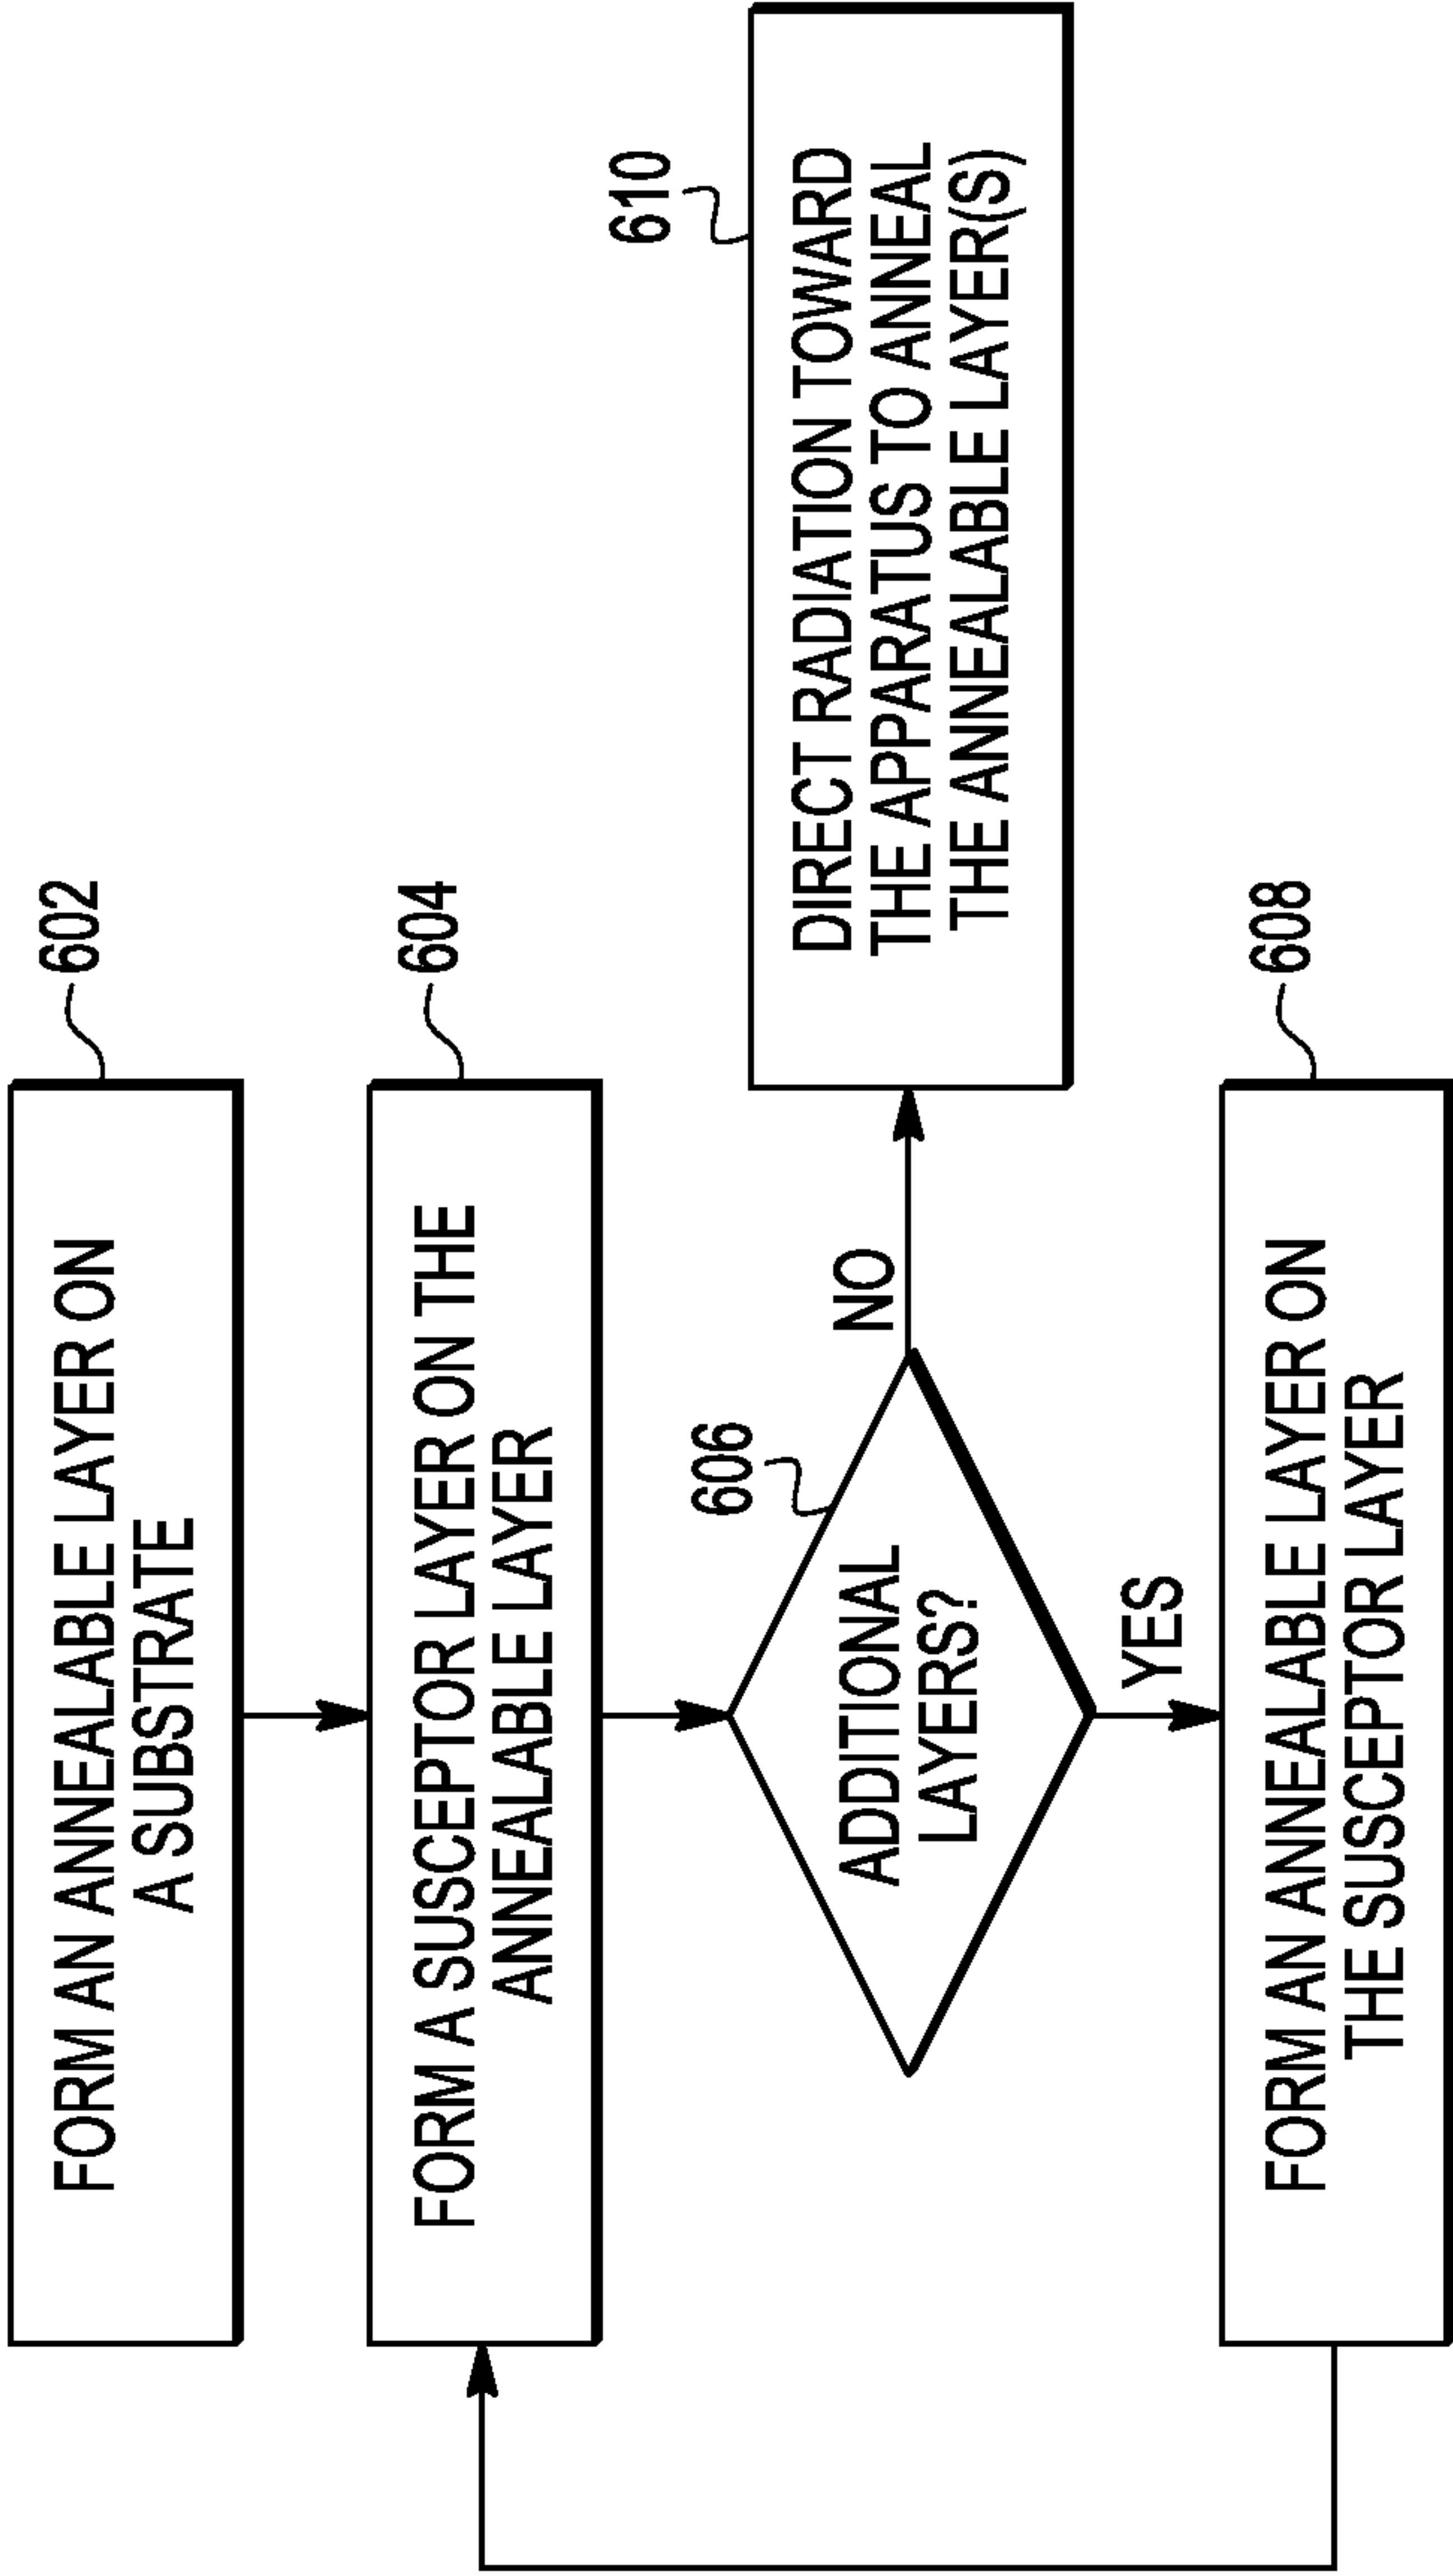 602
FORM AN ANNEALABLE LAYER ON
A SUBSTRATE
604
FORM A SUSCEPTOR LAYER ON THE
ANNEALABLE LAYER
606
ADDITIONAL
LAYERS?
NO
610
DIRECT RADIATION TOWARD
THE APPARATUS TO ANNEAL
THE ANNEALABLE LAYER(S)
YES
608
FORM AN ANNEALABLE LAYER ON
THE SUSCEPTOR LAYER